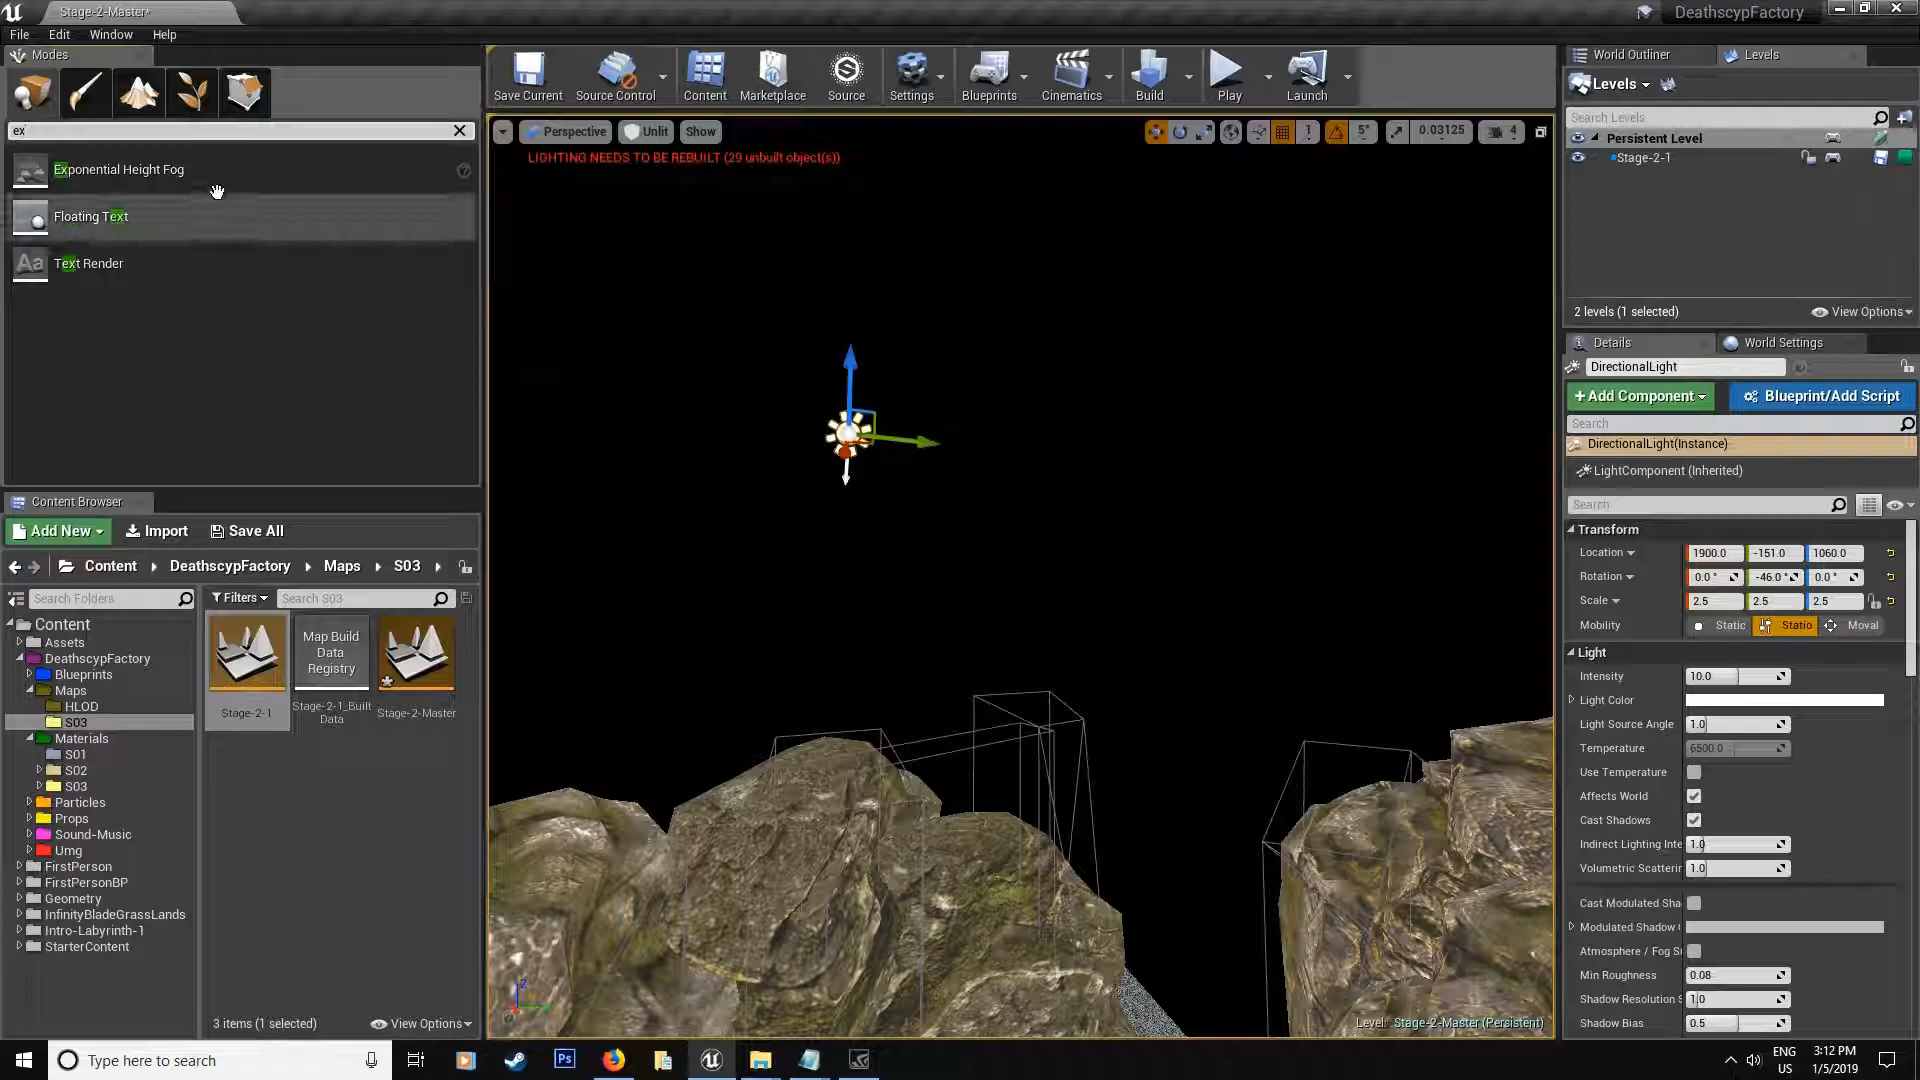 Stage-2-Master*
DeathscypFactory
File Edit Window Help
Modes
ex
Exponential Height Fog
Floating Text
Aa Text Render
Content Browser
Add New Import Save All
Content DeathscypFactory Maps S03
Search Folders
Filters Search S03
Content
Assets
DeathscypFactory
Blueprints
Maps
HLOD
S03
Materials
S01
S02
S03
Particles
Props
Sound-Music
Umg
FirstPerson
FirstPersonBP
Geometry
InfinityBladeGrassLands
Intro-Labyrinth-1
StarterContent
Stage-2-1
Map Build
Data
Registry
Stage-2-1_Built
Data
Stage-2-Master
3 items (1 selected) View Options
Save Current Source Control Content Marketplace Source Settings Blueprints Cinematics Build Play Launch
Perspective Unlit Show
1 5° 0.03125 4
LIGHTING NEEDS TO BE REBUILT (29 unbuilt object(s))
Z
Level: Stage-2-Master (Persistent)
World Outliner Levels
Levels
Search Levels
Persistent Level
Stage-2-1
2 levels (1 selected) View Options
Details World Settings
DirectionalLight
+Add Component Blueprint/Add Script
Search
DirectionalLight(Instance)
LightComponent (Inherited)
Search
Transform
Location 1900.0 -151.0 1060.0
Rotation 0.0 ° -46.0 ° 0.0 °
Scale 2.5 2.5 2.5
Mobility Static Statio Moval
Light
Intensity 10.0
Light Color
Light Source Angle 1.0
Temperature 6500.0
Use Temperature
Affects World
Cast Shadows
Indirect Lighting Inte 1.0
Volumetric Scatterin 1.0
Cast Modulated Sha
Modulated Shadow
Atmosphere / Fog S
Min Roughness 0.08
Shadow Resolution S 1.0
Shadow Bias 0.5
Type here to search
Ps
ENG
US
3:12 PM
1/5/2019